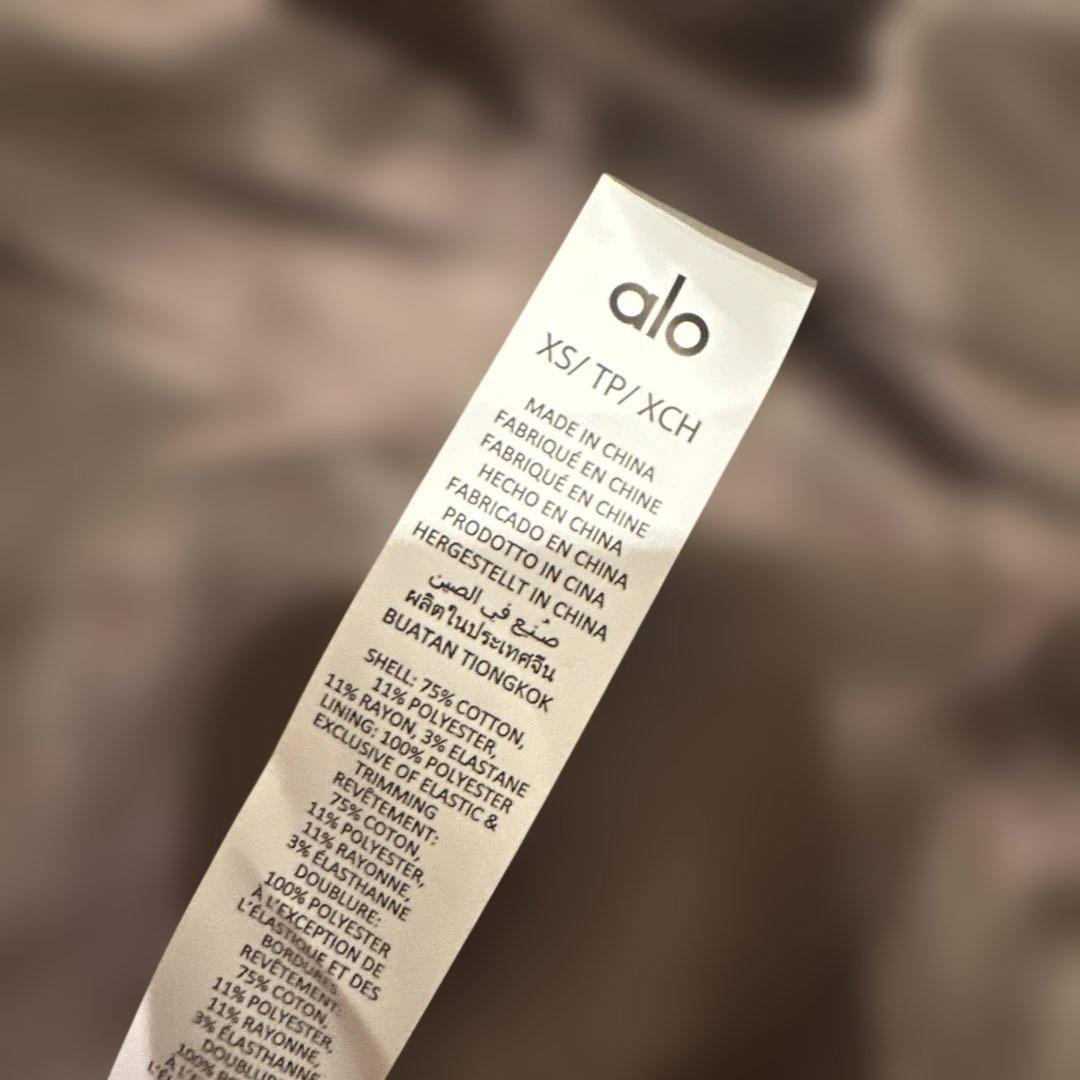 alo
XS/ TP/ XCH
MADE IN CHINA
FABRIQUÉ EN CHINE
FABRIQUÉ EN CHINE
HECHO EN CHINA
FABRICADO EN CHINA
PRODOTTO IN CINA
HERGESTELLT IN CHINA
صُنع في الصين
ผลิตในประเทศจีน
BUATAN TIONGKOK
SHELL: 75% COTTON,
11% POLYESTER,
11% RAYON, 3% ELASTANE
LINING: 100% POLYESTER
EXCLUSIVE OF ELASTIC &
TRIMMING
REVÊTEMENT:
75% COTON,
11% POLYESTER,
11% RAYONNE,
3% ÉLASTHANNE
DOUBLURE:
100% POLYESTER
À L'EXCEPTION DE
L'ÉLASTIQUE ET DES
BORDURES
REVÊTEMENT:
75% COTON,
11% POLYESTER,
11% RAYONNE,
3% ÉLASTHANNE
DOUBLURE:
100%